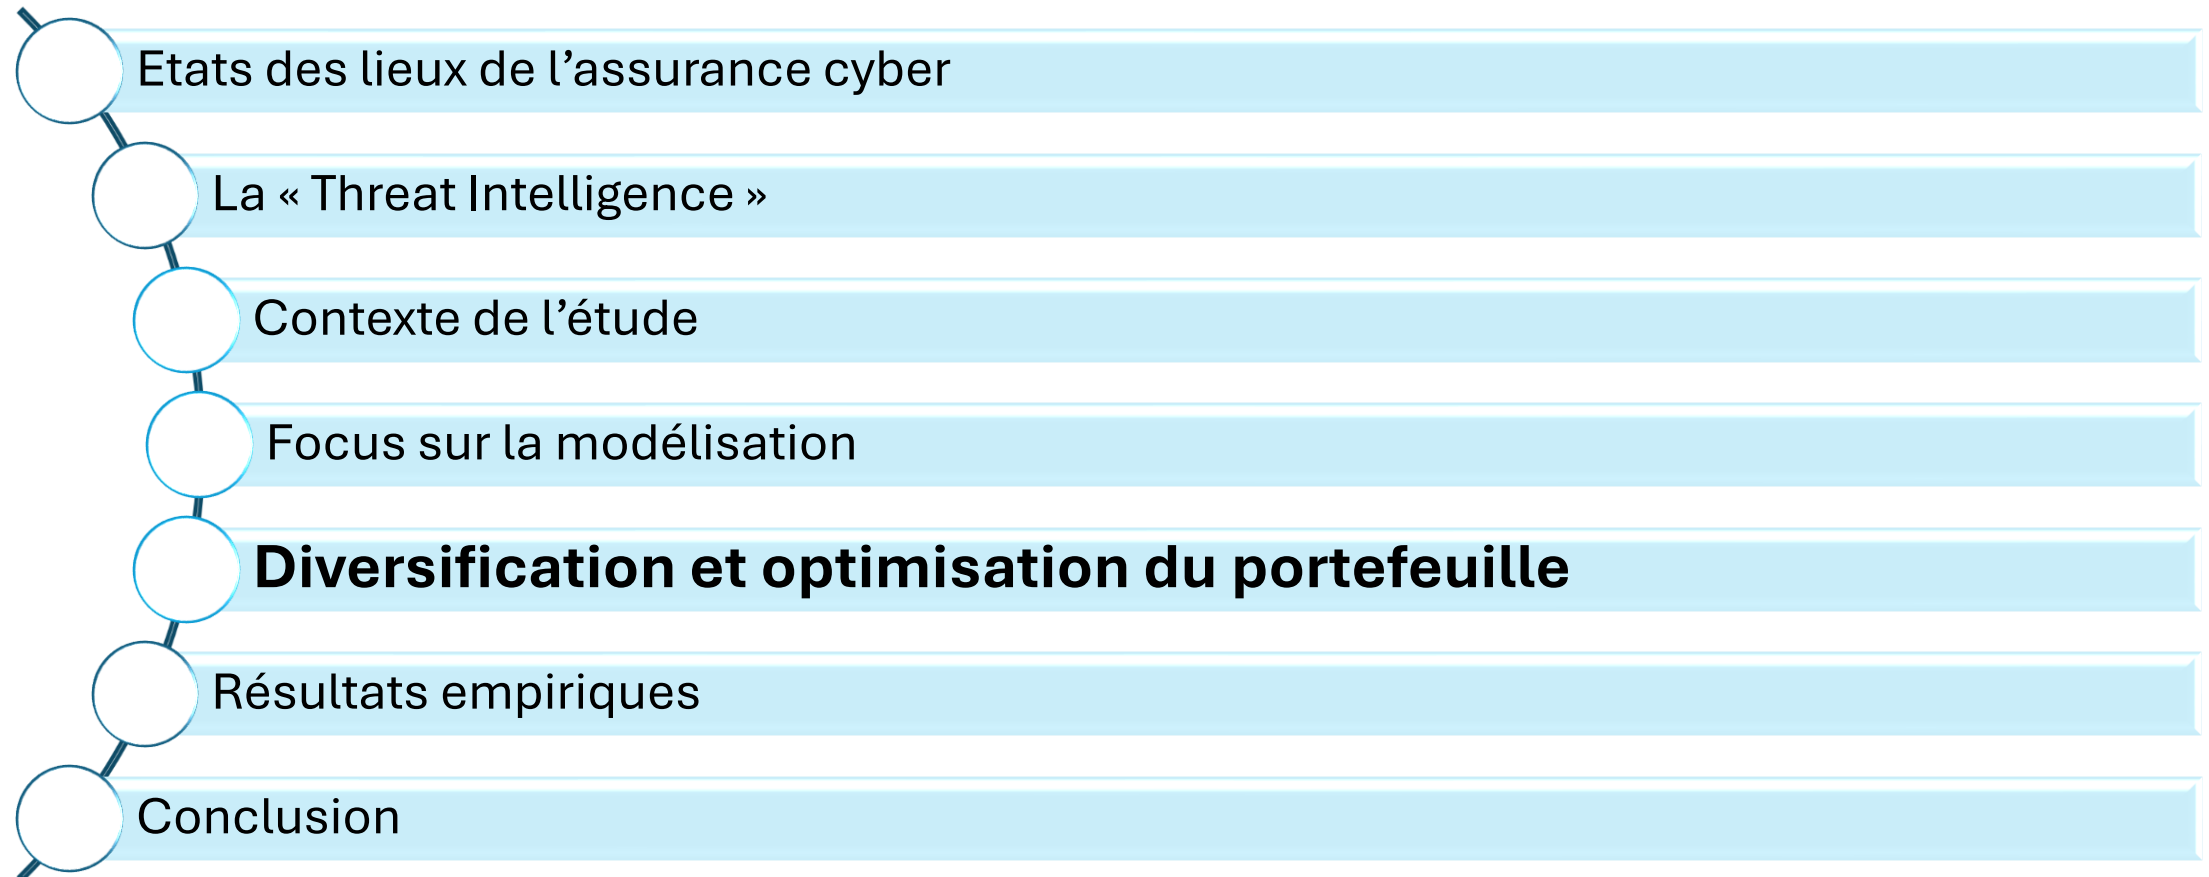 Etats des lieux de l’assurance cyber
La « Threat Intelligence »
Contexte de l’étude
Focus sur la modélisation
Diversification et optimisation du portefeuille
Résultats empiriques
Conclusion